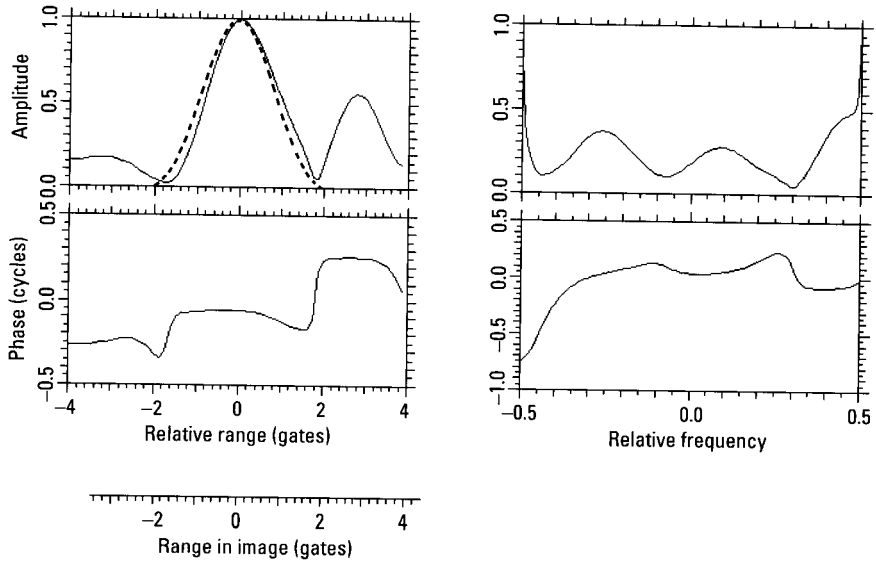 1.0
0.5
0.0
Amplitude
0.5
0.0
−0.5
Phase (cycles)
−4 −2 0 2 4
Relative range (gates)
−2 0 2 4
Range in image (gates)
1.0
0.5
0.0
0.5
0.0
−0.5
−1.0
−0.5 0.0 0.5
Relative frequency